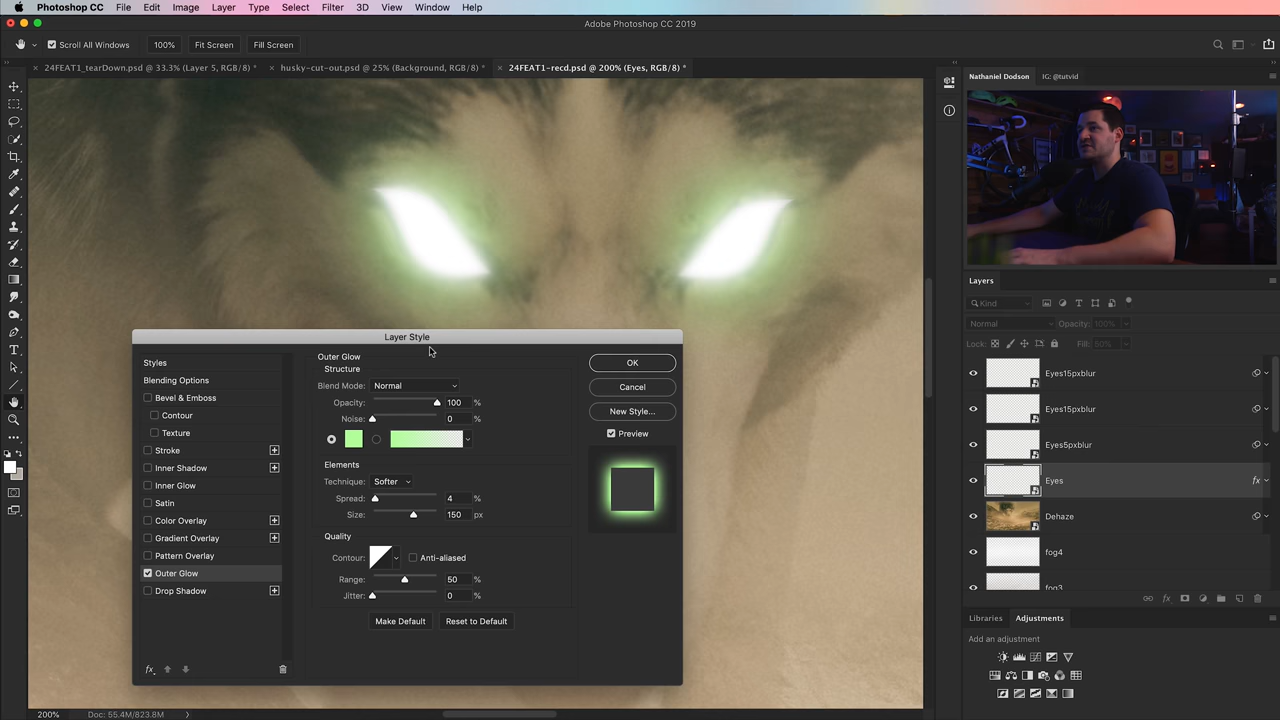 Photoshop CC File Edit Image Layer Type Select Filter 3D View Window Help
Adobe Photoshop CC 2019
Scroll All Windows 100% Fit Screen Fill Screen
24FEAT1_tearDown.psd @ 33.3% (Layer 5, RGB/8) * husky-cut-out.psd @ 25% (Background, RGB/8) * 24FEAT1-recd.psd @ 200% (Eyes, RGB/8) *
Nathaniel Dodson IG: @tutvid
Layers
Kind
Normal Opacity: 100%
Lock: Fill: 50%
Eyes15pxblur
Eyes15pxblur
Eyes5pxblur
Eyes fx
Dehaze
fog4
fog3
fx
Libraries Adjustments
Add an adjustment
Layer Style
Styles
Blending Options
Bevel & Emboss
Contour
Texture
Stroke
Inner Shadow
Inner Glow
Satin
Color Overlay
Gradient Overlay
Pattern Overlay
Outer Glow
Drop Shadow
fx
Outer Glow
Structure
Blend Mode: Normal
Opacity: 100 %
Noise: 0 %
Elements
Technique: Softer
Spread: 4 %
Size: 150 px
Quality
Contour: Anti-aliased
Range: 50 %
Jitter: 0 %
Make Default Reset to Default
OK
Cancel
New Style...
Preview
200% Doc: 55.4M/823.8M